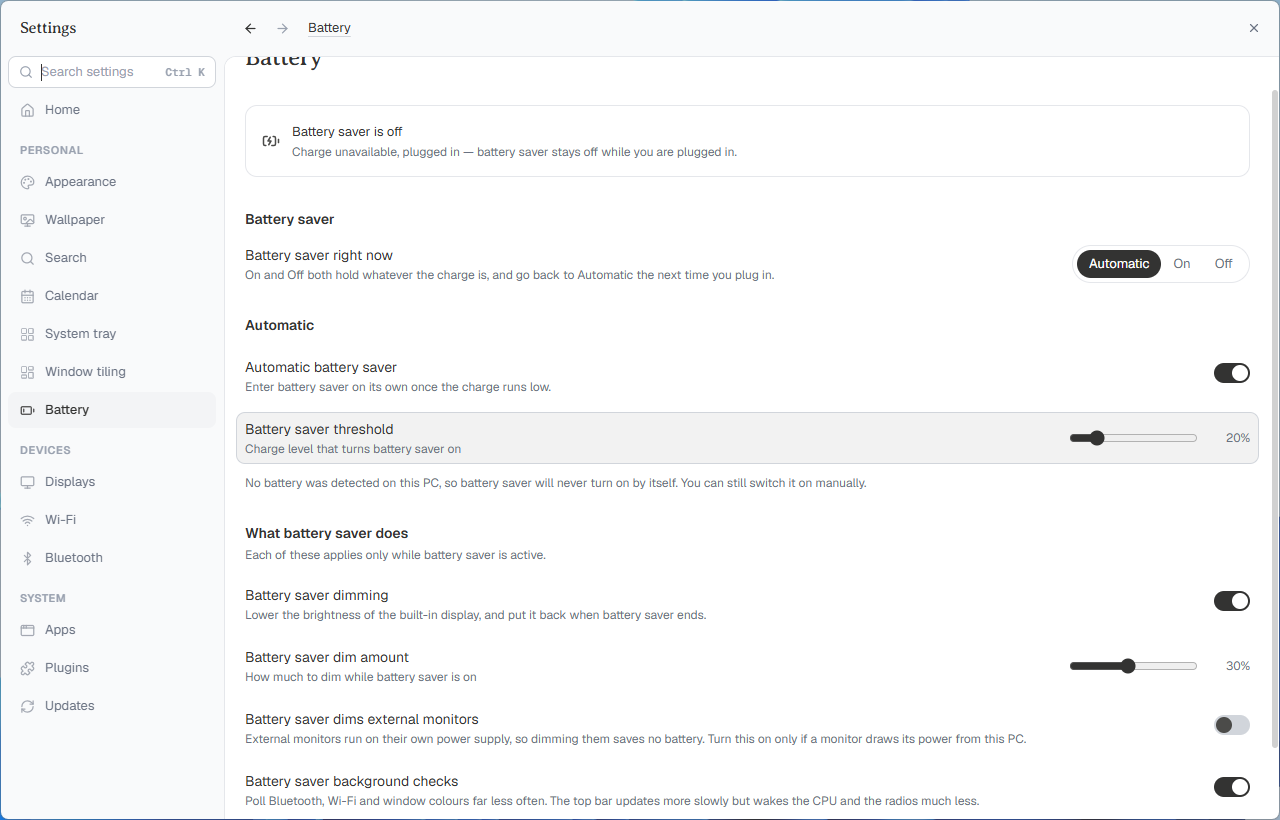 Settings
Battery
Search settings
Ctrl K
Home
PERSONAL
Appearance
Wallpaper
Search
Calendar
System tray
Window tiling
Battery
DEVICES
Displays
Wi-Fi
Bluetooth
SYSTEM
Apps
Plugins
Updates
Battery
Battery saver is off
Charge unavailable, plugged in — battery saver stays off while you are plugged in.
Battery saver
Battery saver right now
On and Off both hold whatever the charge is, and go back to Automatic the next time you plug in.
Automatic
On
Off
Automatic
Automatic battery saver
Enter battery saver on its own once the charge runs low.
Battery saver threshold
Charge level that turns battery saver on
20%
No battery was detected on this PC, so battery saver will never turn on by itself. You can still switch it on manually.
What battery saver does
Each of these applies only while battery saver is active.
Battery saver dimming
Lower the brightness of the built-in display, and put it back when battery saver ends.
Battery saver dim amount
How much to dim while battery saver is on
30%
Battery saver dims external monitors
External monitors run on their own power supply, so dimming them saves no battery. Turn this on only if a monitor draws its power from this PC.
Battery saver background checks
Poll Bluetooth, Wi-Fi and window colours far less often. The top bar updates more slowly but wakes the CPU and the radios much less.